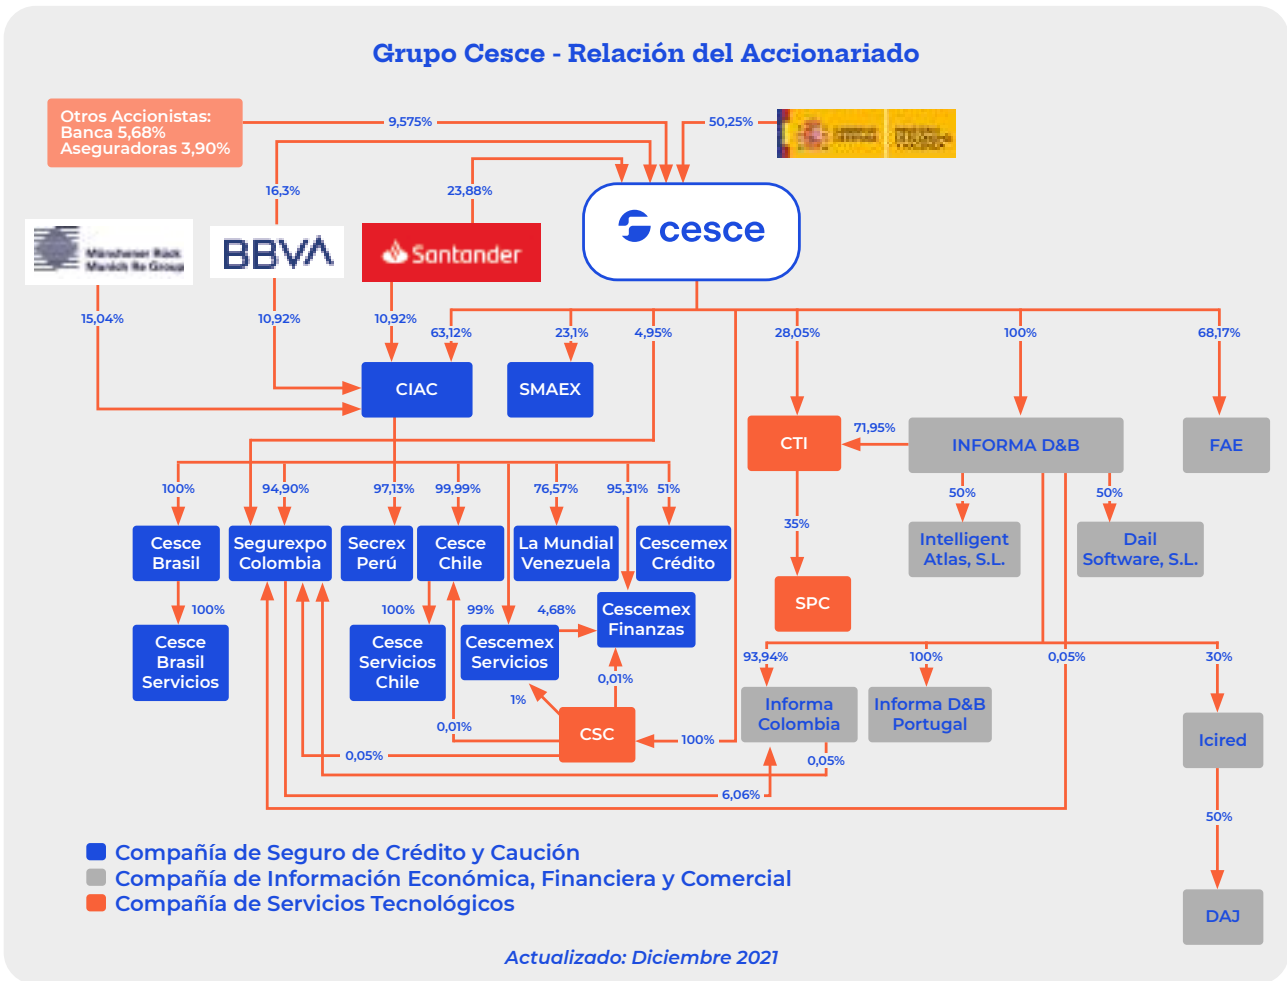 Grupo Cesce - Relación del Accionariado
Otros Accionistas:
Banca 5,68%
Aseguradoras 3,90%
9,575%
50,25%
16,3%
23,88%
cesce
Münchener Rück
Munich Re Group
BBVA
Santander
15,04%
10,92%
10,92%
63,12%
23,1%
4,95%
28,05%
100%
68,17%
CIAC
SMAEX
CTI
71,95%
INFORMA D&B
FAE
100%
94,90%
97,13%
99,99%
76,57%
95,31%
51%
50%
50%
35%
Cesce
Brasil
Segurexpo
Colombia
Secrex
Perú
Cesce
Chile
La Mundial
Venezuela
Cescemex
Crédito
Intelligent
Atlas, S.L.
Dail
Software, S.L.
SPC
100%
100%
99%
4,68%
Cescemex
Finanzas
Cesce
Brasil
Servicios
Cesce
Servicios
Chile
Cescemex
Servicios
93,94%
100%
0,05%
30%
0,01%
1%
Informa
Colombia
Informa D&B
Portugal
0,01%
CSC
100%
Icired
0,05%
0,05%
6,06%
50%
Compañía de Seguro de Crédito y Caución
Compañía de Información Económica, Financiera y Comercial
Compañía de Servicios Tecnológicos
DAJ
Actualizado: Diciembre 2021